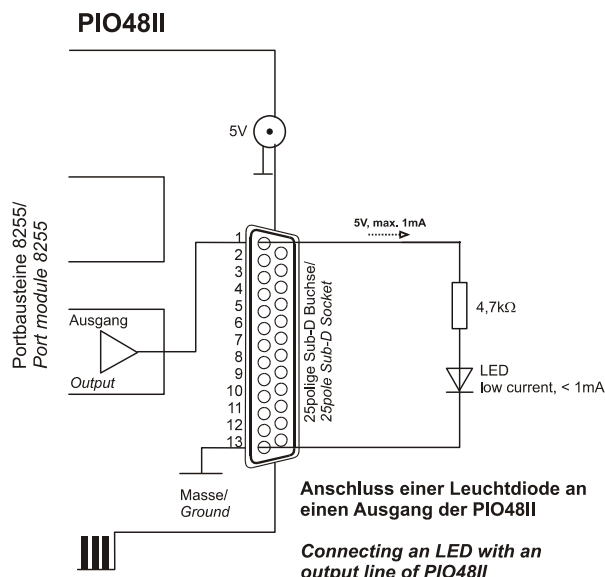 PIO48II
5V
5V, max. 1mA
Portbausteine 8255/
Port module 8255
1
2
3
4
5
6
7
8
9
10
11
12
13
25polige Sub-D Buchse/
25pole Sub-D Socket
4,7kΩ
Ausgang
Output
LED
low current, < 1mA
Masse/
Ground
Anschluss einer Leuchtdiode an
einen Ausgang der PIO48II
Connecting an LED with an
output line of PIO48II